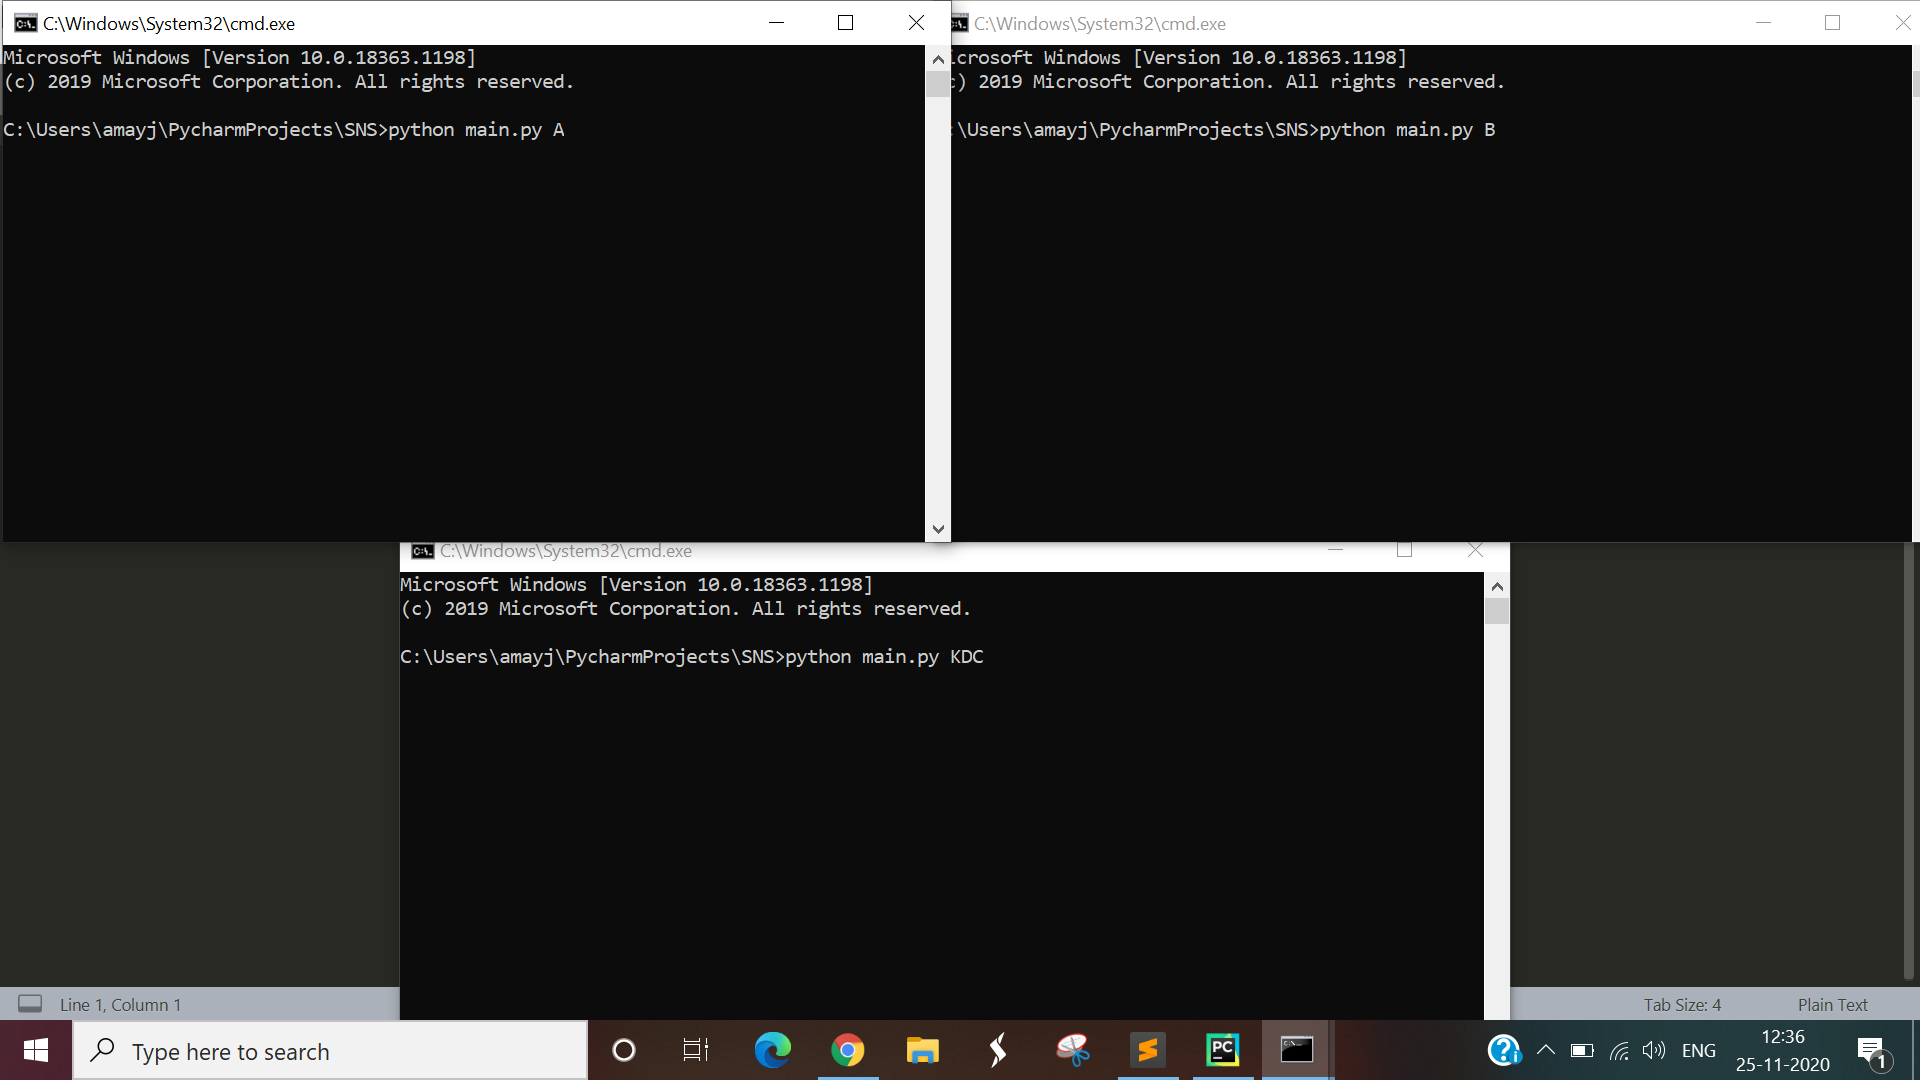 C:\Windows\System32\cmd.exe
Microsoft Windows [Version 10.0.18363.1198]
(c) 2019 Microsoft Corporation. All rights reserved.
C:\Users\amayj\PycharmProjects\SNS>python main.py A
C:\Windows\System32\cmd.exe
icrosoft Windows [Version 10.0.18363.1198]
c) 2019 Microsoft Corporation. All rights reserved.
:\Users\amayj\PycharmProjects\SNS>python main.py B
C:\Windows\System32\cmd.exe
Microsoft Windows [Version 10.0.18363.1198]
(c) 2019 Microsoft Corporation. All rights reserved.
C:\Users\amayj\PycharmProjects\SNS>python main.py KDC
Line 1, Column 1
Tab Size: 4
Plain Text
Type here to search
PC
ENG
12:36
25-11-2020
1